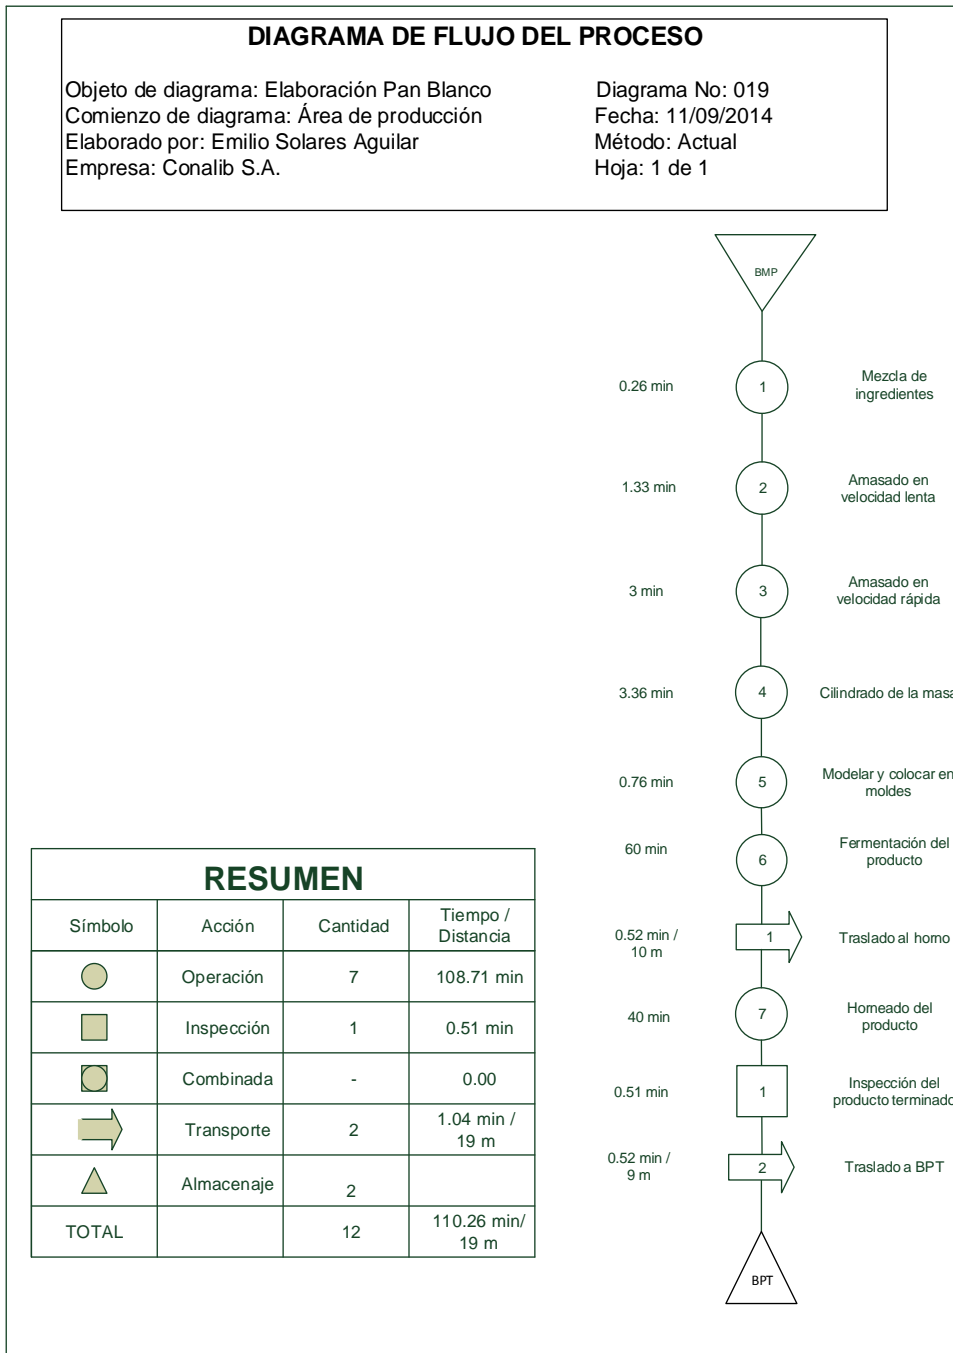 DIAGRAMA DE FLUJO DEL PROCESO
Objeto de diagrama: Elaboración Pan Blanco
Diagrama No: 019
Comienzo de diagrama: Área de producción
Fecha: 11/09/2014
Elaborado por: Emilio Solares Aguilar
Método: Actual
Empresa: Conalib S.A.
Hoja: 1 de 1
BMP
0.26 min
1
Mezcla de
ingredientes
1.33 min
2
Amasado en
velocidad lenta
3 min
3
Amasado en
velocidad rápida
3.36 min
4
Cilindrado de la masa
0.76 min
5
Modelar y colocar en
moldes
60 min
6
Fermentación del
producto
0.52 min /
10 m
1
Traslado al horno
40 min
7
Horneado del
producto
0.51 min
1
Inspección del
producto terminado
0.52 min /
9 m
2
Traslado a BPT
BPT
RESUMEN
Símbolo
Acción
Cantidad
Tiempo /
Distancia
Operación
7
108.71 min
Inspección
1
0.51 min
Combinada
-
0.00
Transporte
2
1.04 min /
19 m
Almacenaje
2
TOTAL
12
110.26 min/
19 m